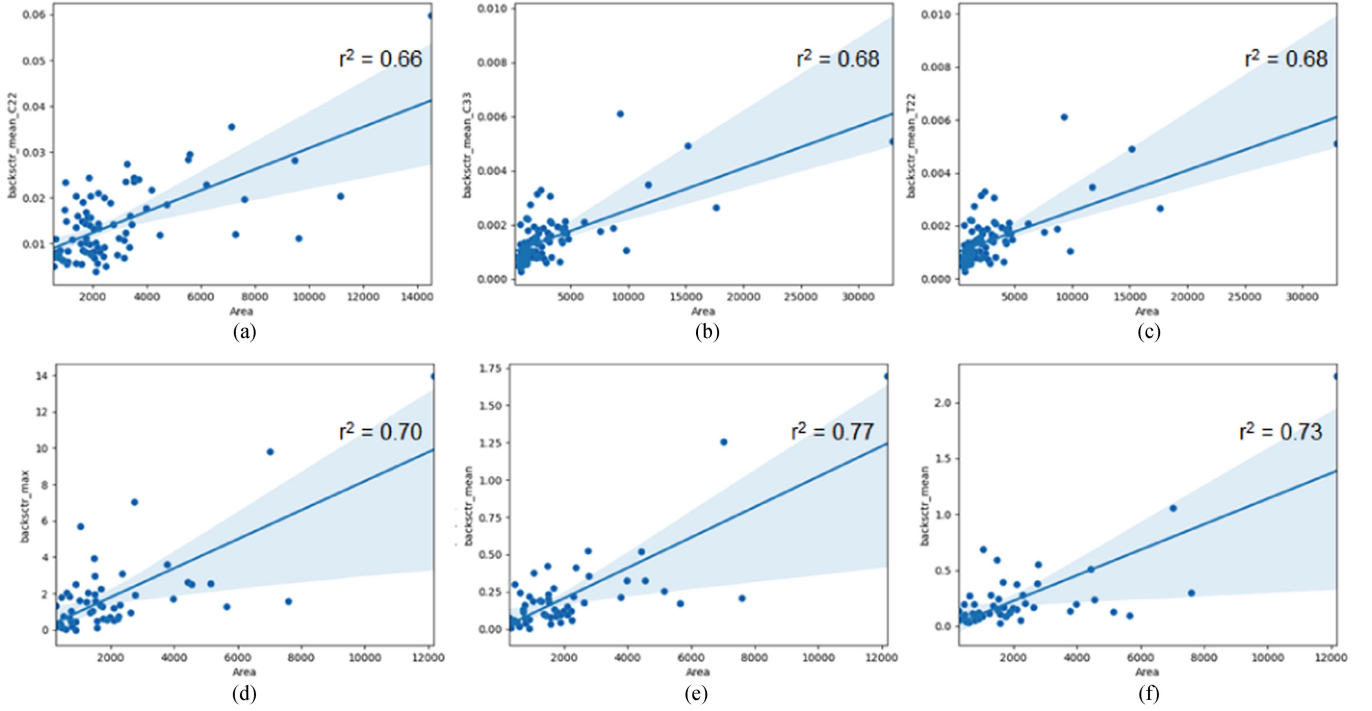 0.06
0.05
0.04
0.03
0.02
0.01
backsctr_mean_C22
r² = 0.66
2000 4000 6000 8000 10000 12000 14000
Area
(a)
0.010
0.008
0.006
0.004
0.002
0.000
backsctr_mean_C33
r² = 0.68
5000 10000 15000 20000 25000 30000
Area
(b)
0.010
0.008
0.006
0.004
0.002
0.000
backsctr_mean_T22
r² = 0.68
5000 10000 15000 20000 25000 30000
Area
(c)
14
12
10
8
6
4
2
0
backsctr_max
r² = 0.70
2000 4000 6000 8000 10000 12000
Area
(d)
1.75
1.50
1.25
1.00
0.75
0.50
0.25
0.00
backsctr_mean
r² = 0.77
2000 4000 6000 8000 10000 12000
Area
(e)
2.0
1.5
1.0
0.5
0.0
backsctr_mean
r² = 0.73
2000 4000 6000 8000 10000 12000
Area
(f)